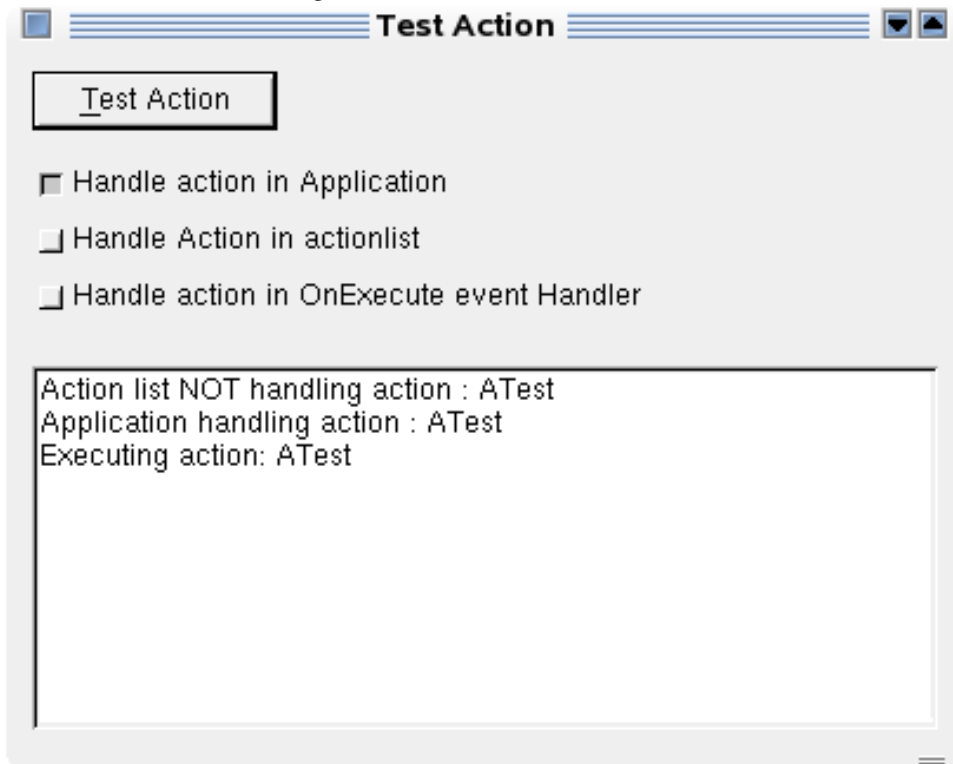 Test Action
Test Action
Handle action in Application
Handle Action in actionlist
Handle action in OnExecute event Handler
Action list NOT handling action : ATest
Application handling action : ATest
Executing action: ATest